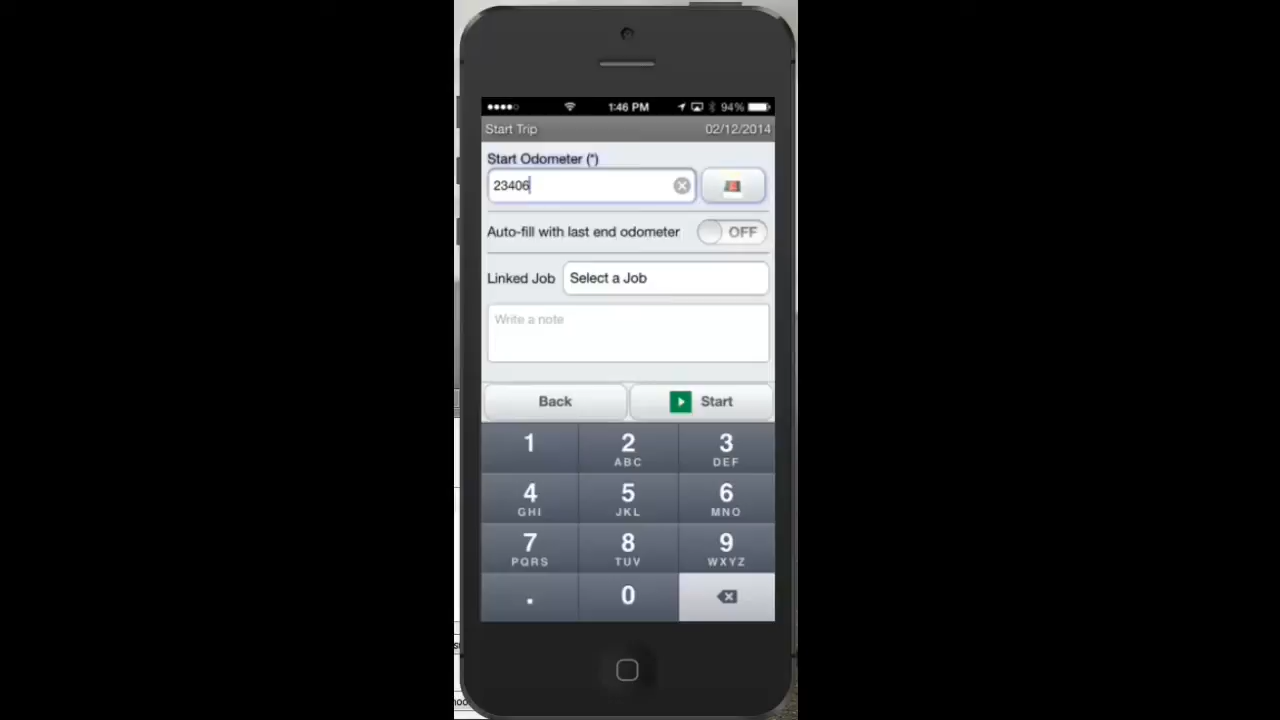 1:46 PM 94%
Start Trip 02/12/2014
Start Odometer (*)
23406
Auto-fill with last end odometer OFF
Linked Job Select a Job
Write a note
Back Start
1 2 3
ABC DEF
4 5 6
GHI JKL MNO
7 8 9
PQRS TUV WXYZ
. 0